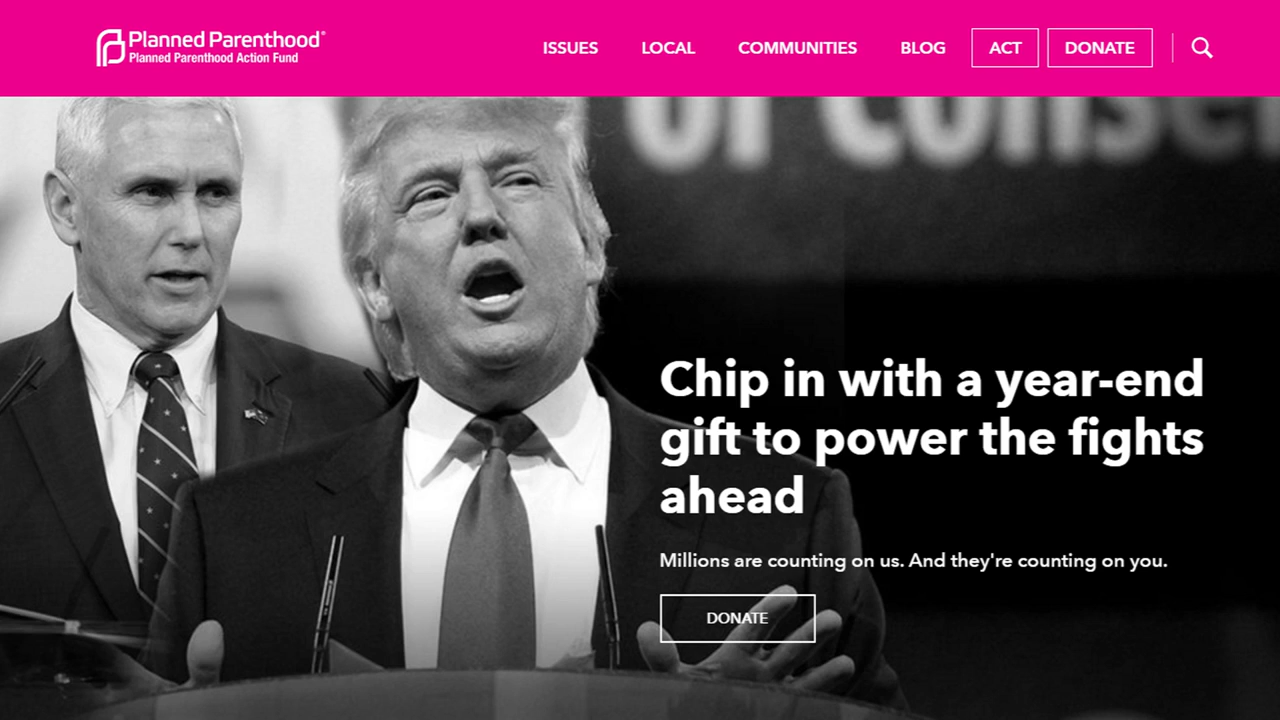 Planned Parenthood®
Planned Parenthood Action Fund
ISSUES LOCAL COMMUNITIES BLOG ACT DONATE
Chip in with a year-end
gift to power the fights
ahead
Millions are counting on us. And they're counting on you.
DONATE